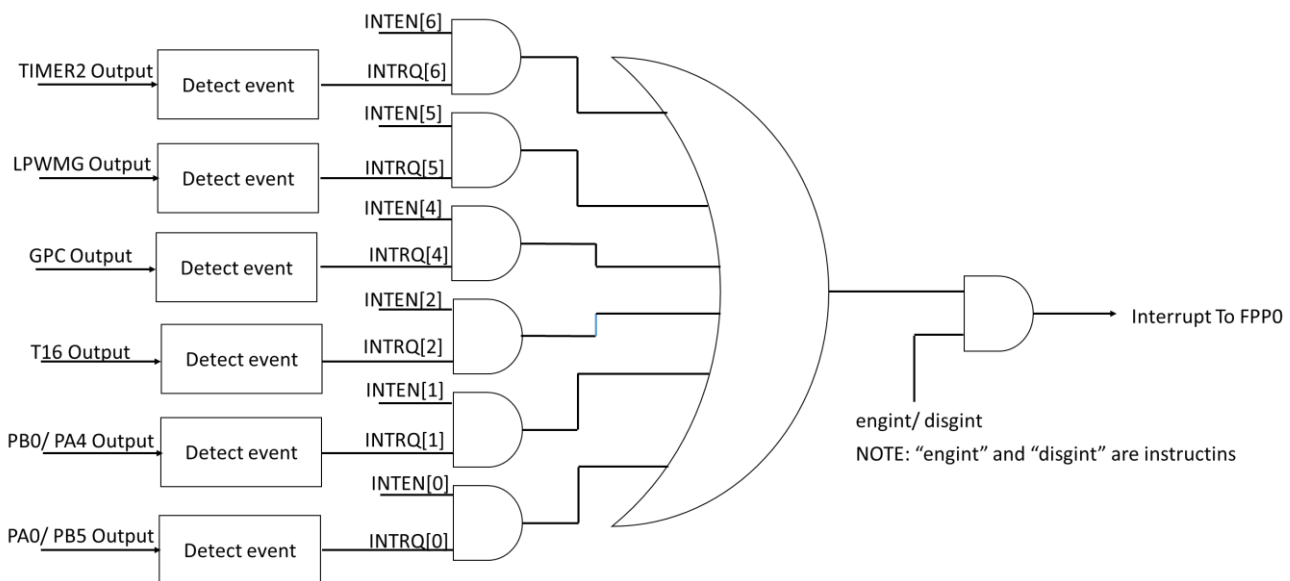 INTEN[6]
TIMER2 Output
Detect event
INTRQ[6]
INTEN[5]
LPWMG Output
Detect event
INTRQ[5]
INTEN[4]
GPC Output
Detect event
INTRQ[4]
INTEN[2]
T16 Output
Detect event
INTRQ[2]
INTEN[1]
PB0/ PA4 Output
Detect event
INTRQ[1]
INTEN[0]
PA0/ PB5 Output
Detect event
INTRQ[0]
Interrupt To FPP0
engint/ disgint
NOTE: “engint” and “disgint” are instructins